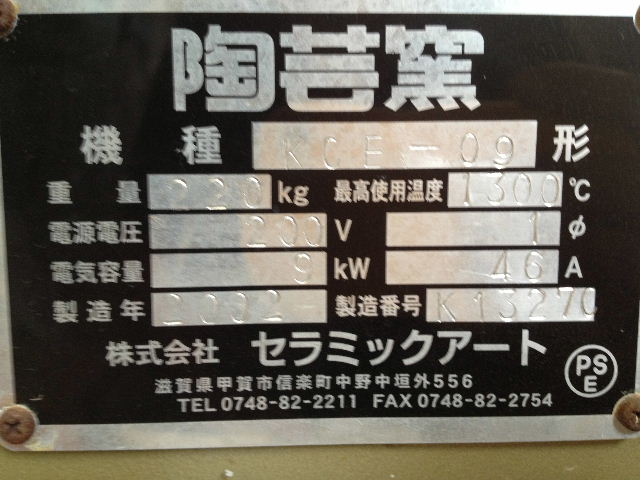 陶芸窯
機種 KCE-09 形
重量 220 kg 最高使用温度 1300 ℃
電源電圧 200 V 1 φ
電気容量 9 kW 46 A
製造年 2002- 製造番号 K13270
株式会社 セラミックアート
滋賀県甲賀市信楽町中野中垣外556
TEL 0748-82-2211 FAX 0748-82-2754
PS
E